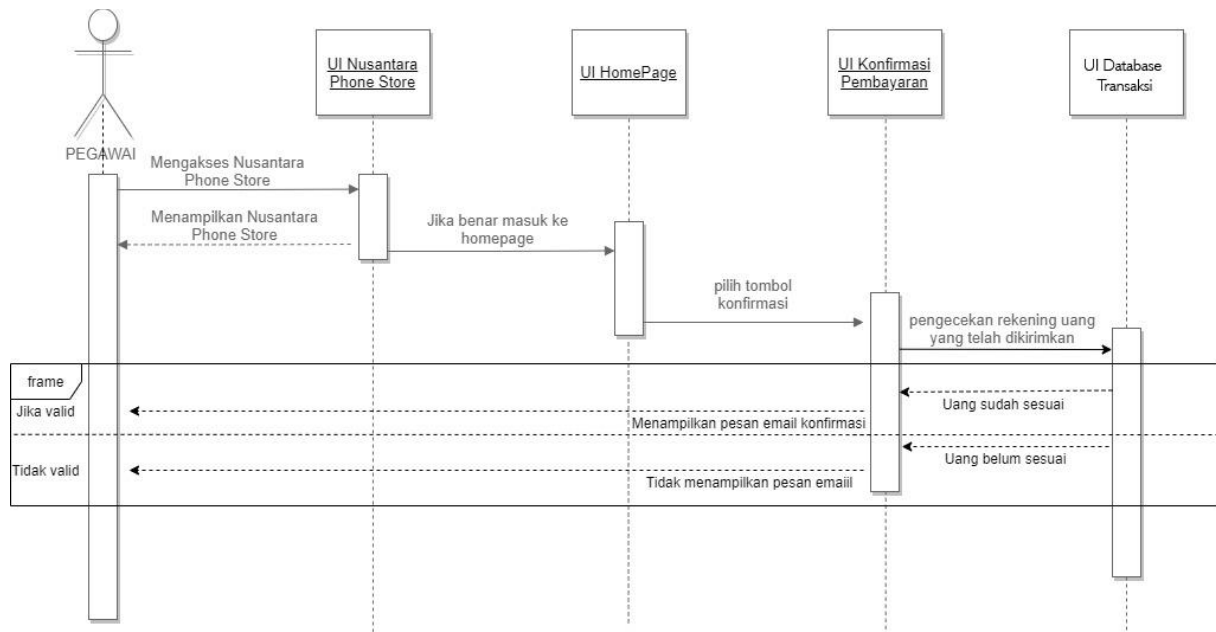 UI Nusantara
Phone Store
UI HomePage
UI Konfirmasi
Pembayaran
UI Database
Transaksi
PEGAWAI
Mengakses Nusantara
Phone Store
Menampilkan Nusantara
Phone Store
Jika benar masuk ke
homepage
pilih tombol
konfirmasi
pengecekan rekening uang
yang telah dikirimkan
frame
Jika valid
Uang sudah sesuai
Menampilkan pesan email konfirmasi
Tidak valid
Uang belum sesuai
Tidak menampilkan pesan emaiil